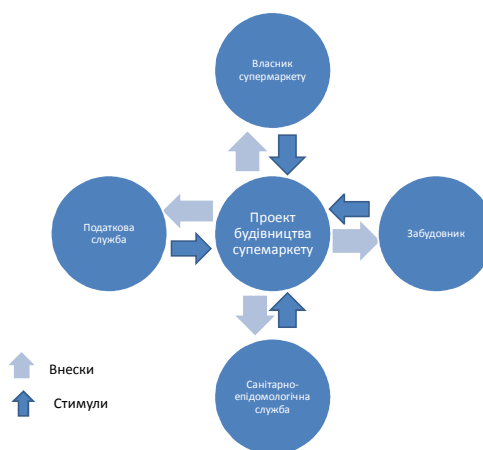 Власник
супермаркету
Податкова
служба
Проект
будівництва
супемаркету
Забудовник
Санітарно-
епідомологічна
служба
Внески
Стимули